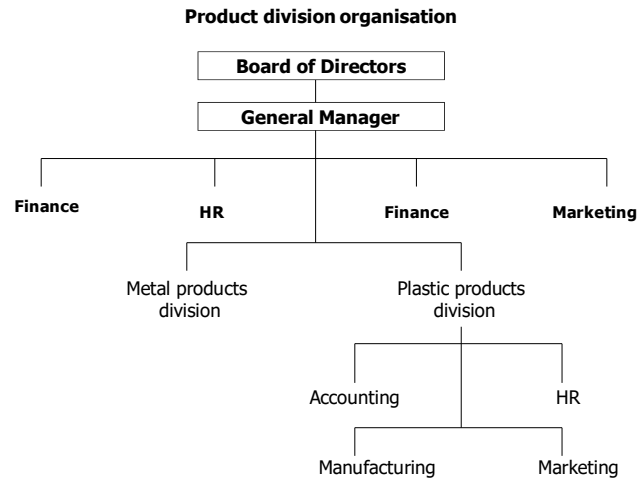 Product division organisation
Board of Directors
General Manager
Finance
HR
Finance
Marketing
Metal products
division
Plastic products
division
Accounting
HR
Manufacturing
Marketing